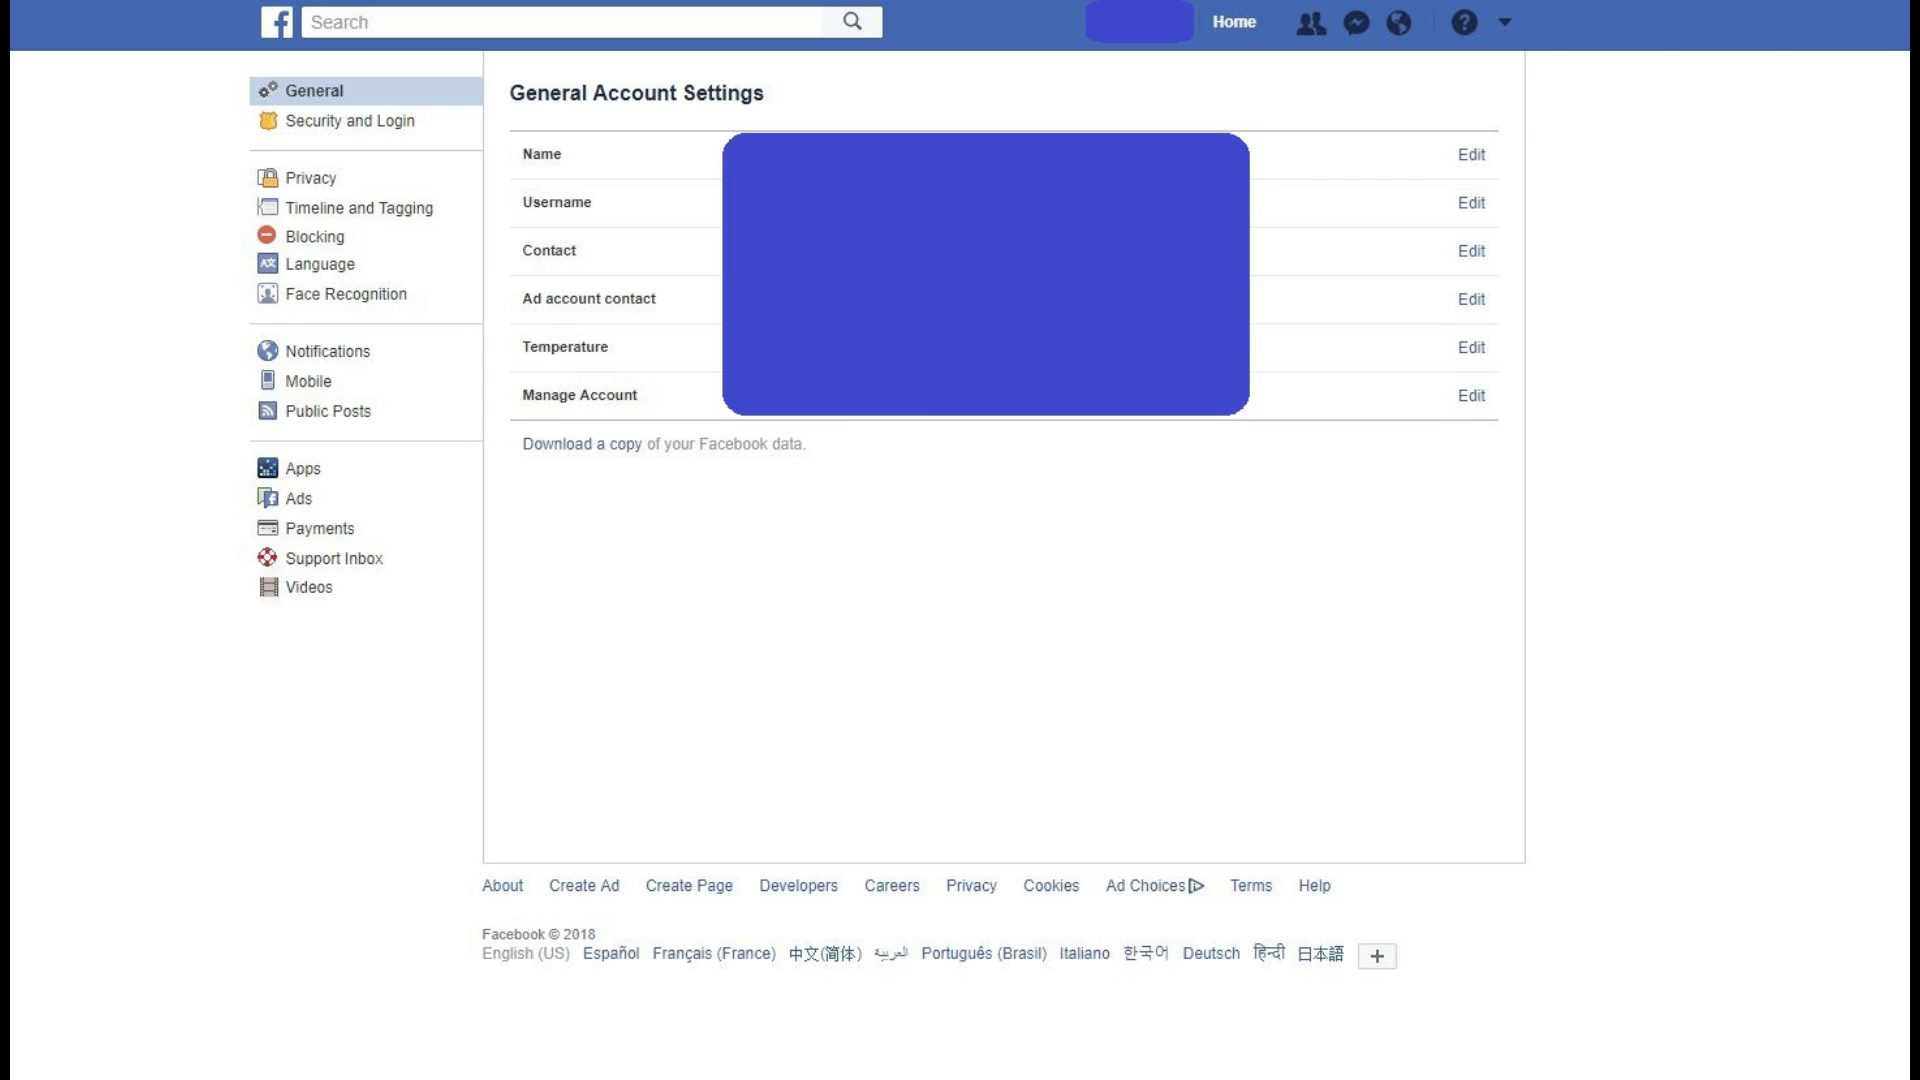 f Search Home
General
Security and Login
Privacy
Timeline and Tagging
Blocking
Language
Face Recognition
Notifications
Mobile
Public Posts
Apps
Ads
Payments
Support Inbox
Videos
General Account Settings
Name Edit
Username Edit
Contact Edit
Ad account contact Edit
Temperature Edit
Manage Account Edit
Download a copy of your Facebook data.
About Create Ad Create Page Developers Careers Privacy Cookies Ad Choices Terms Help
Facebook © 2018
English (US) Español Français (France) 中文(简体) العربية Português (Brasil) Italiano 한국어 Deutsch हिन्दी 日本語 +